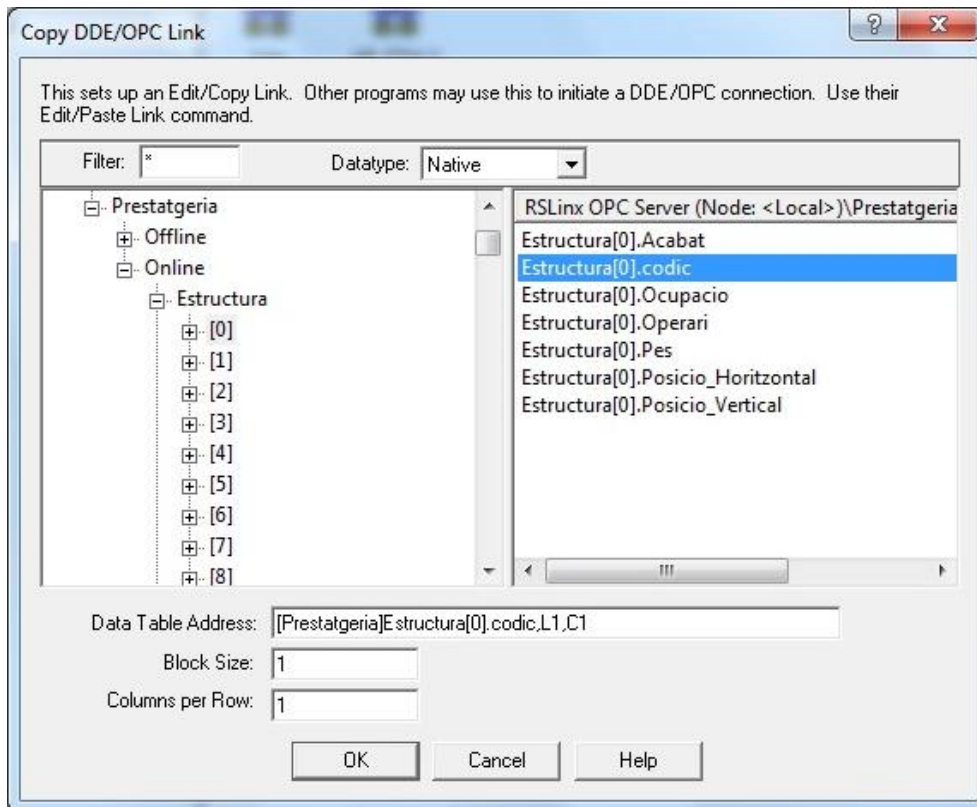 Copy DDE/OPC Link
This sets up an Edit/Copy Link. Other programs may use this to initiate a DDE/OPC connection. Use their
Edit/Paste Link command.
Filter: * Datatype: Native
Prestatgeria
Offline
Online
Estructura
[0]
[1]
[2]
[3]
[4]
[5]
[6]
[7]
[8]
RSLinx OPC Server (Node: <Local>)\Prestatgeria
Estructura[0].Acabat
Estructura[0].codic
Estructura[0].Ocupacio
Estructura[0].Operari
Estructura[0].Pes
Estructura[0].Posicio_Horitzontal
Estructura[0].Posicio_Vertical
Data Table Address: [Prestatgeria]Estructura[0].codic,L1,C1
Block Size: 1
Columns per Row: 1
OK Cancel Help